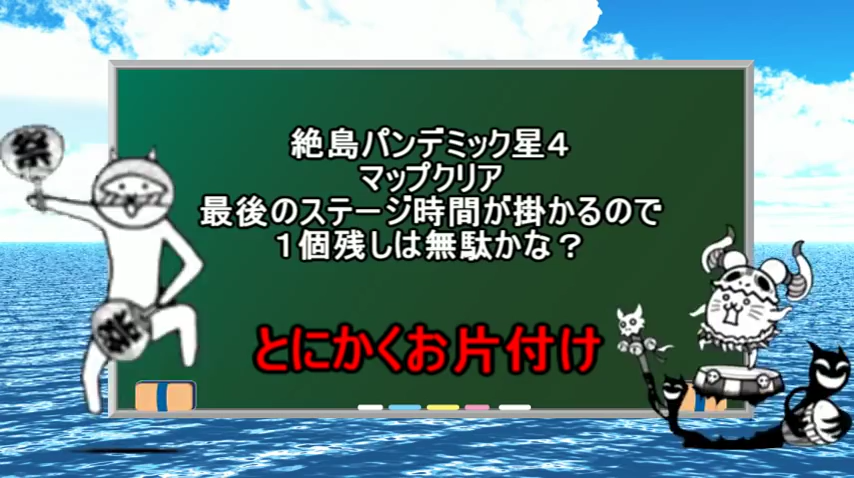 絶島パンデミック星４
マップクリア
最後のステージ時間が掛かるので
１個残しは無駄かな？
とにかくお片付け
祭